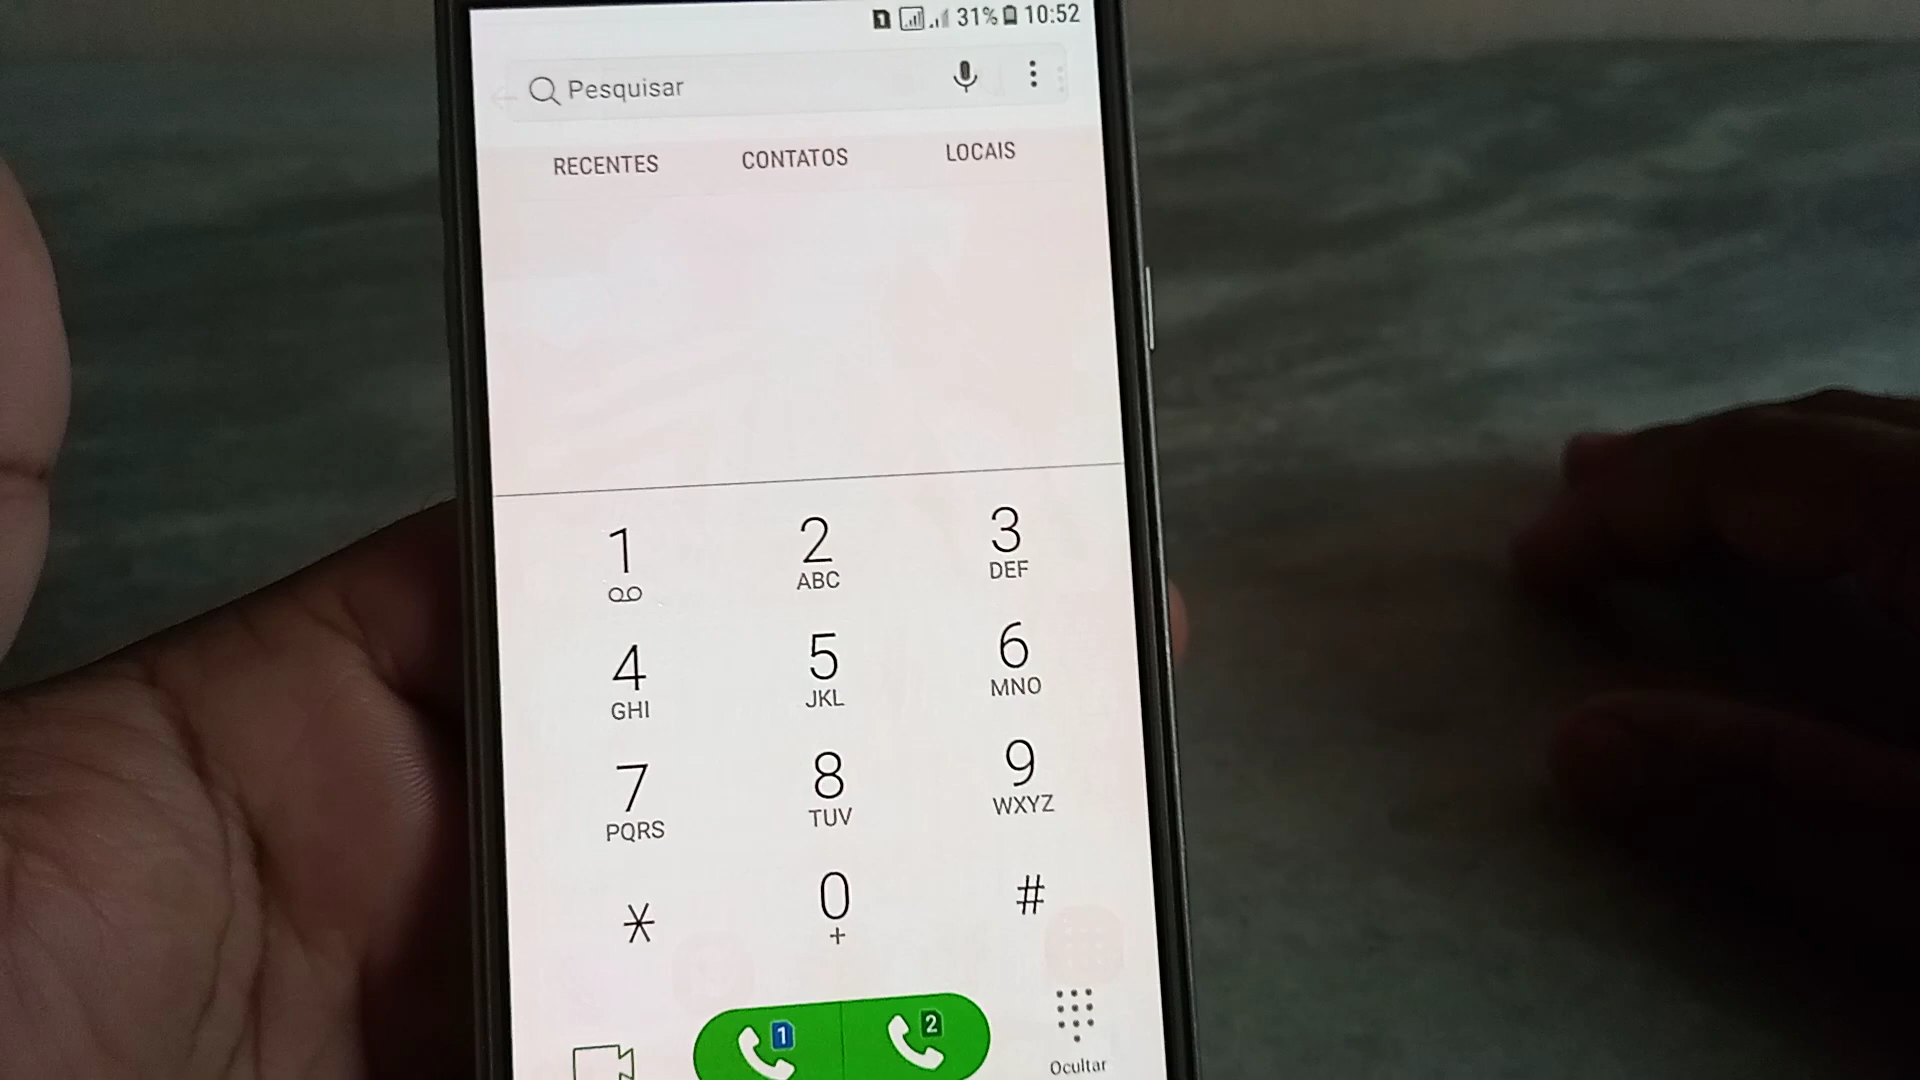 1 31% 10:52
Pesquisar
RECENTES CONTATOS LOCAIS
1 2 3
ABC DEF
4 5 6
GHI JKL MNO
7 8 9
PQRS TUV WXYZ
* 0 #
+
1 2
Ocultar